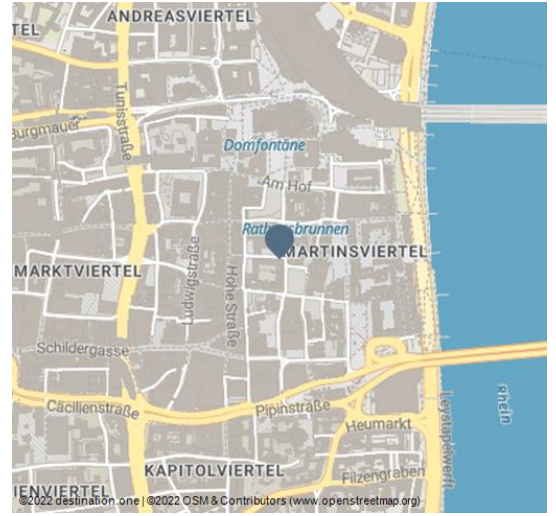 ANDREASVIERTEL
TEL
Tunisstraße
Burgmauer
Domfontäne
Am Hof
MARTINSVIERTEL
MARKTVIERTEL
Ludwigstraße
Hohe Straße
Schildergasse
Cäcilienstraße
Pipinstraße
Heumarkt
Leystapelwerft
Rhein
KAPITOLVIERTEL
Filzengraben
IENVIERTEL
©2022 destination.one | ©2022 OSM & Contributors (www.openstreetmap.org)